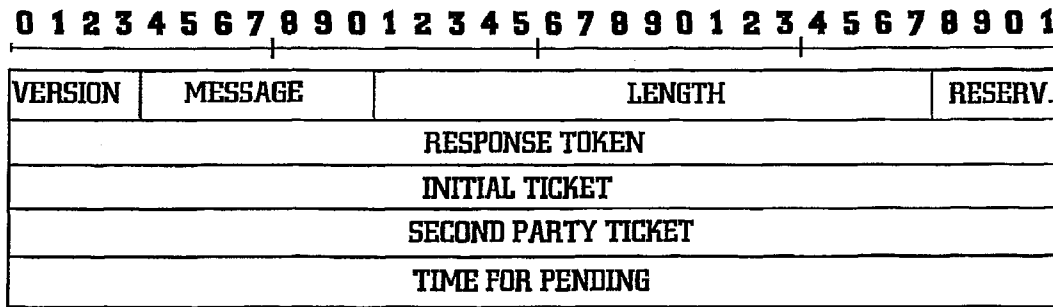 0 1 2 3 4 5 6 7 8 9 0 1 2 3 4 5 6 7 8 9 0 1 2 3 4 5 6 7 8 9 0 1
VERSION MESSAGE LENGTH RESERV.
RESPONSE TOKEN
INITIAL TICKET
SECOND PARTY TICKET
TIME FOR PENDING